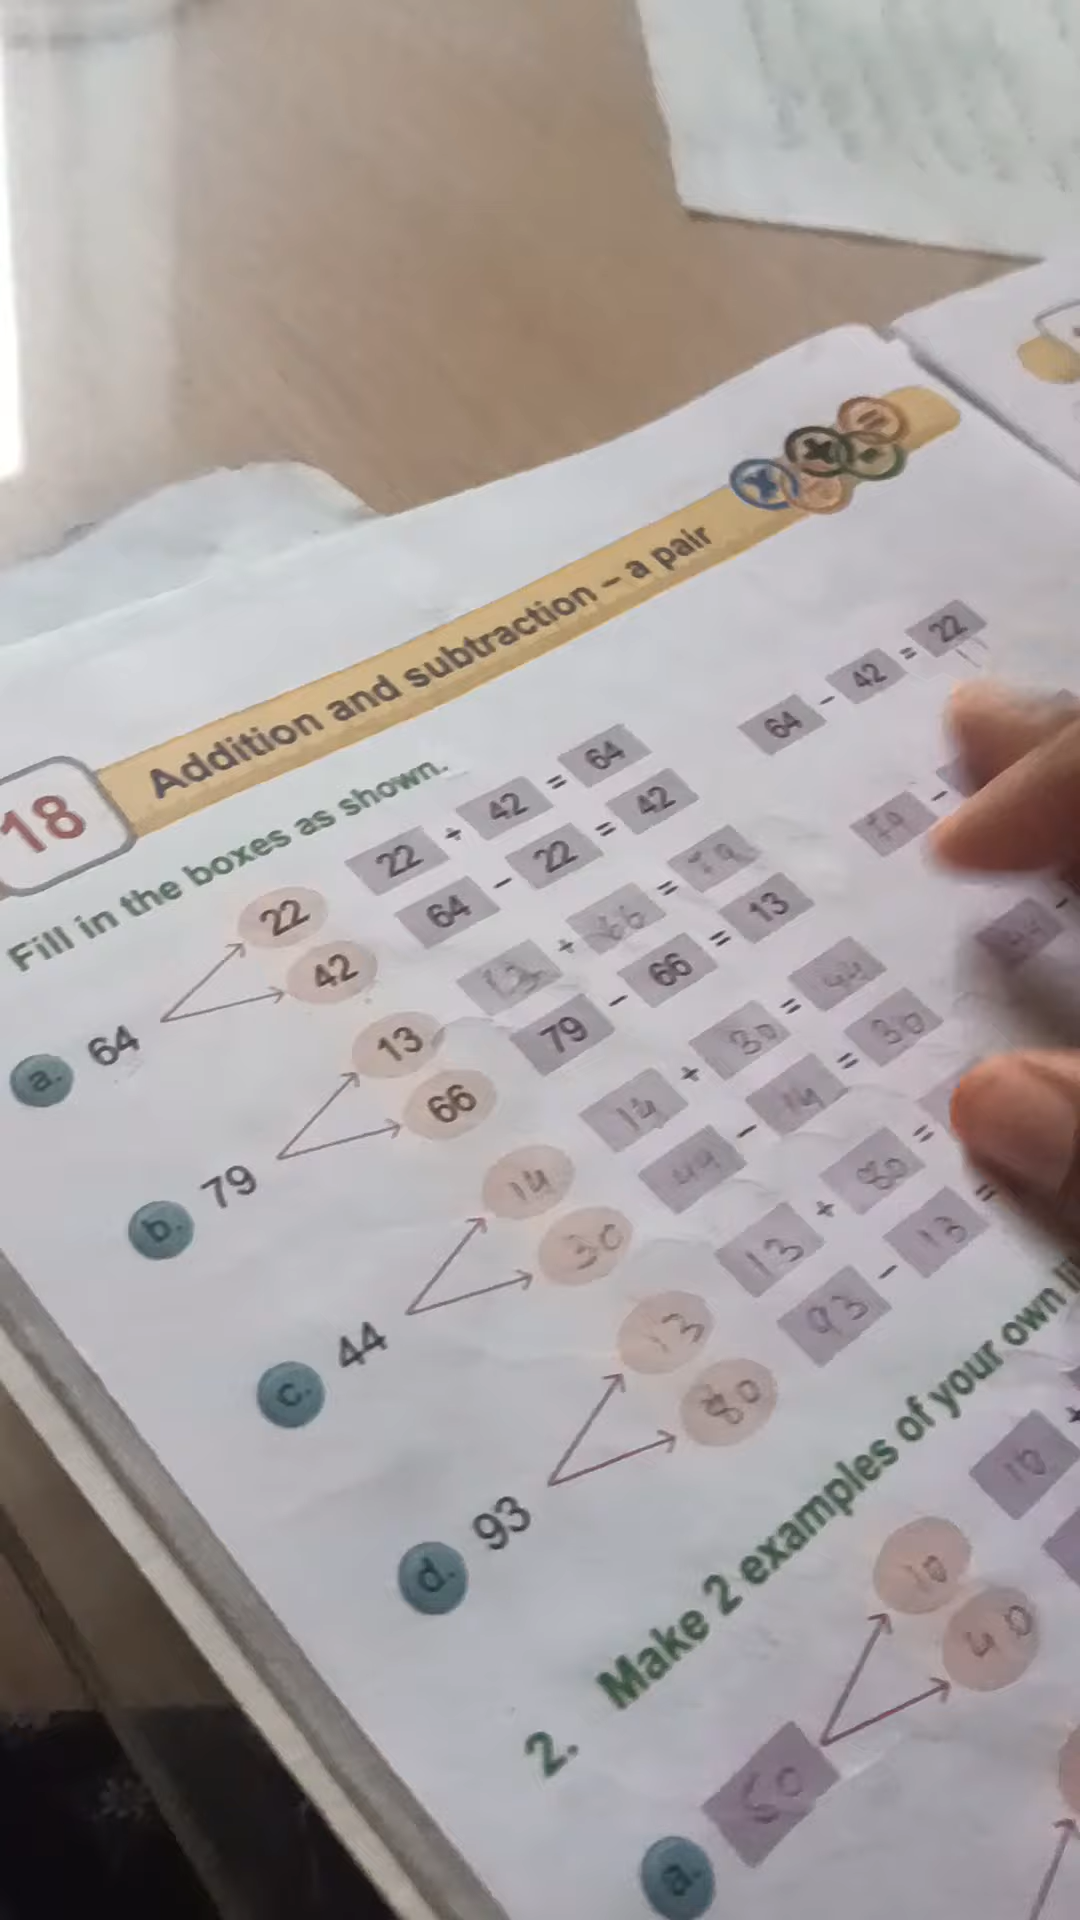 18
Addition and subtraction – a pair
Fill in the boxes as shown.
a. 64 22 42
22 + 42 = 64
64 – 22 = 42
64 – 42 = 22
b. 79 13 66
13 + 66 = 79
79 – 66 = 13
79 –
c. 44 14 30
14 + 30 = 44
44 – 14 = 30
44 –
d. 93 13 80
13 + 80 =
93 – 13 =
2. Make 2 examples of your own
a. 50 10 40
10 +